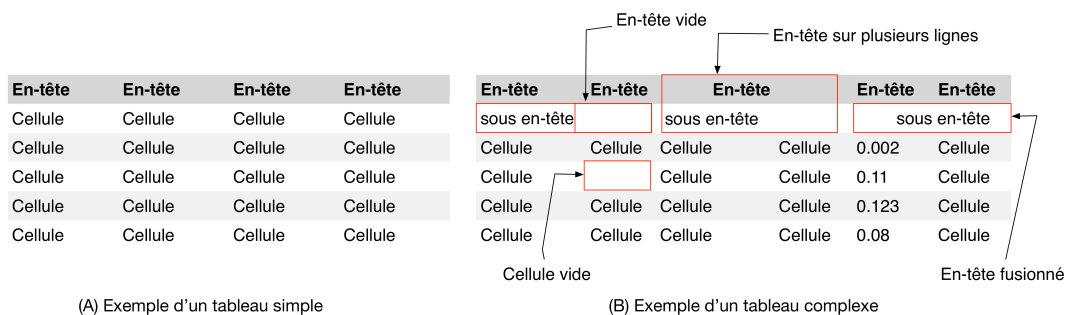 En-tête vide
En-tête sur plusieurs lignes
En-tête En-tête En-tête En-tête
Cellule Cellule Cellule Cellule
Cellule Cellule Cellule Cellule
Cellule Cellule Cellule Cellule
Cellule Cellule Cellule Cellule
Cellule Cellule Cellule Cellule
(A) Exemple d'un tableau simple
En-tête En-tête En-tête En-tête En-tête
sous en-tête sous en-tête sous en-tête
Cellule Cellule Cellule Cellule 0.002 Cellule
Cellule Cellule Cellule 0.11 Cellule
Cellule Cellule Cellule Cellule 0.123 Cellule
Cellule Cellule Cellule Cellule 0.08 Cellule
Cellule vide
En-tête fusionné
(B) Exemple d'un tableau complexe